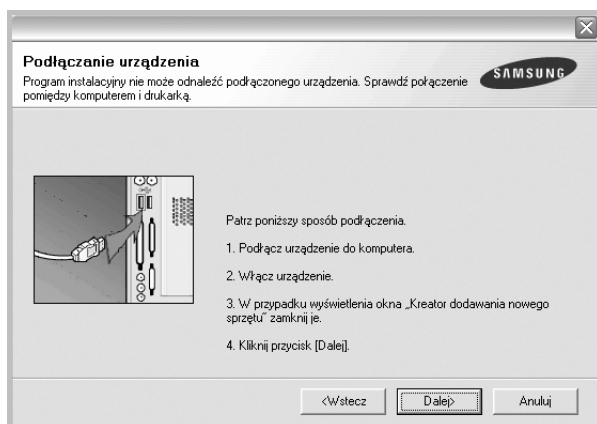 Podłączanie urządzenia
Program instalacyjny nie może odnaleźć podłączonego urządzenia. Sprawdź połączenie
pomiędzy komputerem i drukarką.
SAMSUNG
Patrz poniższy sposób podłączenia.
1. Podłącz urządzenie do komputera.
2. Włącz urządzenie.
3. W przypadku wyświetlenia okna „Kreator dodawania nowego
sprzętu” zamknij je.
4. Kliknij przycisk [Dalej].
<Wstecz
Dalej>
Anuluj